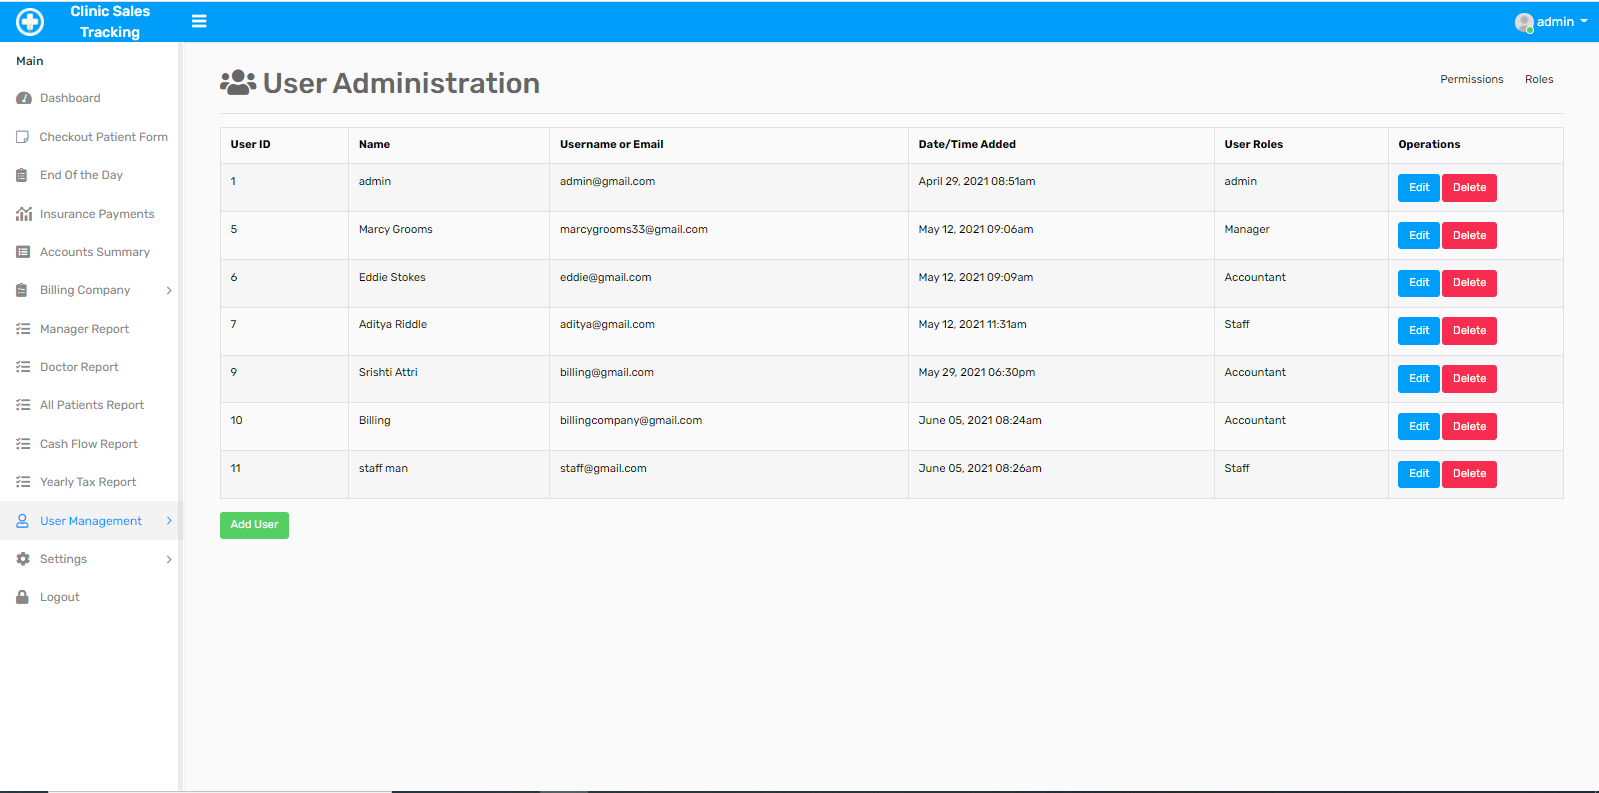 Clinic Sales
Tracking
admin
Main
Dashboard
Checkout Patient Form
End Of the Day
Insurance Payments
Accounts Summary
Billing Company
Manager Report
Doctor Report
All Patients Report
Cash Flow Report
Yearly Tax Report
User Management
Settings
Logout
User Administration
Permissions Roles
User ID Name Username or Email Date/Time Added User Roles Operations
1 admin admin@gmail.com April 29, 2021 08:51am admin Edit Delete
5 Marcy Grooms marcygrooms33@gmail.com May 12, 2021 09:06am Manager Edit Delete
6 Eddie Stokes eddie@gmail.com May 12, 2021 09:09am Accountant Edit Delete
7 Aditya Riddle aditya@gmail.com May 12, 2021 11:31am Staff Edit Delete
9 Srishti Attri billing@gmail.com May 29, 2021 06:30pm Accountant Edit Delete
10 Billing billingcompany@gmail.com June 05, 2021 08:24am Accountant Edit Delete
11 staff man staff@gmail.com June 05, 2021 08:26am Staff Edit Delete
Add User